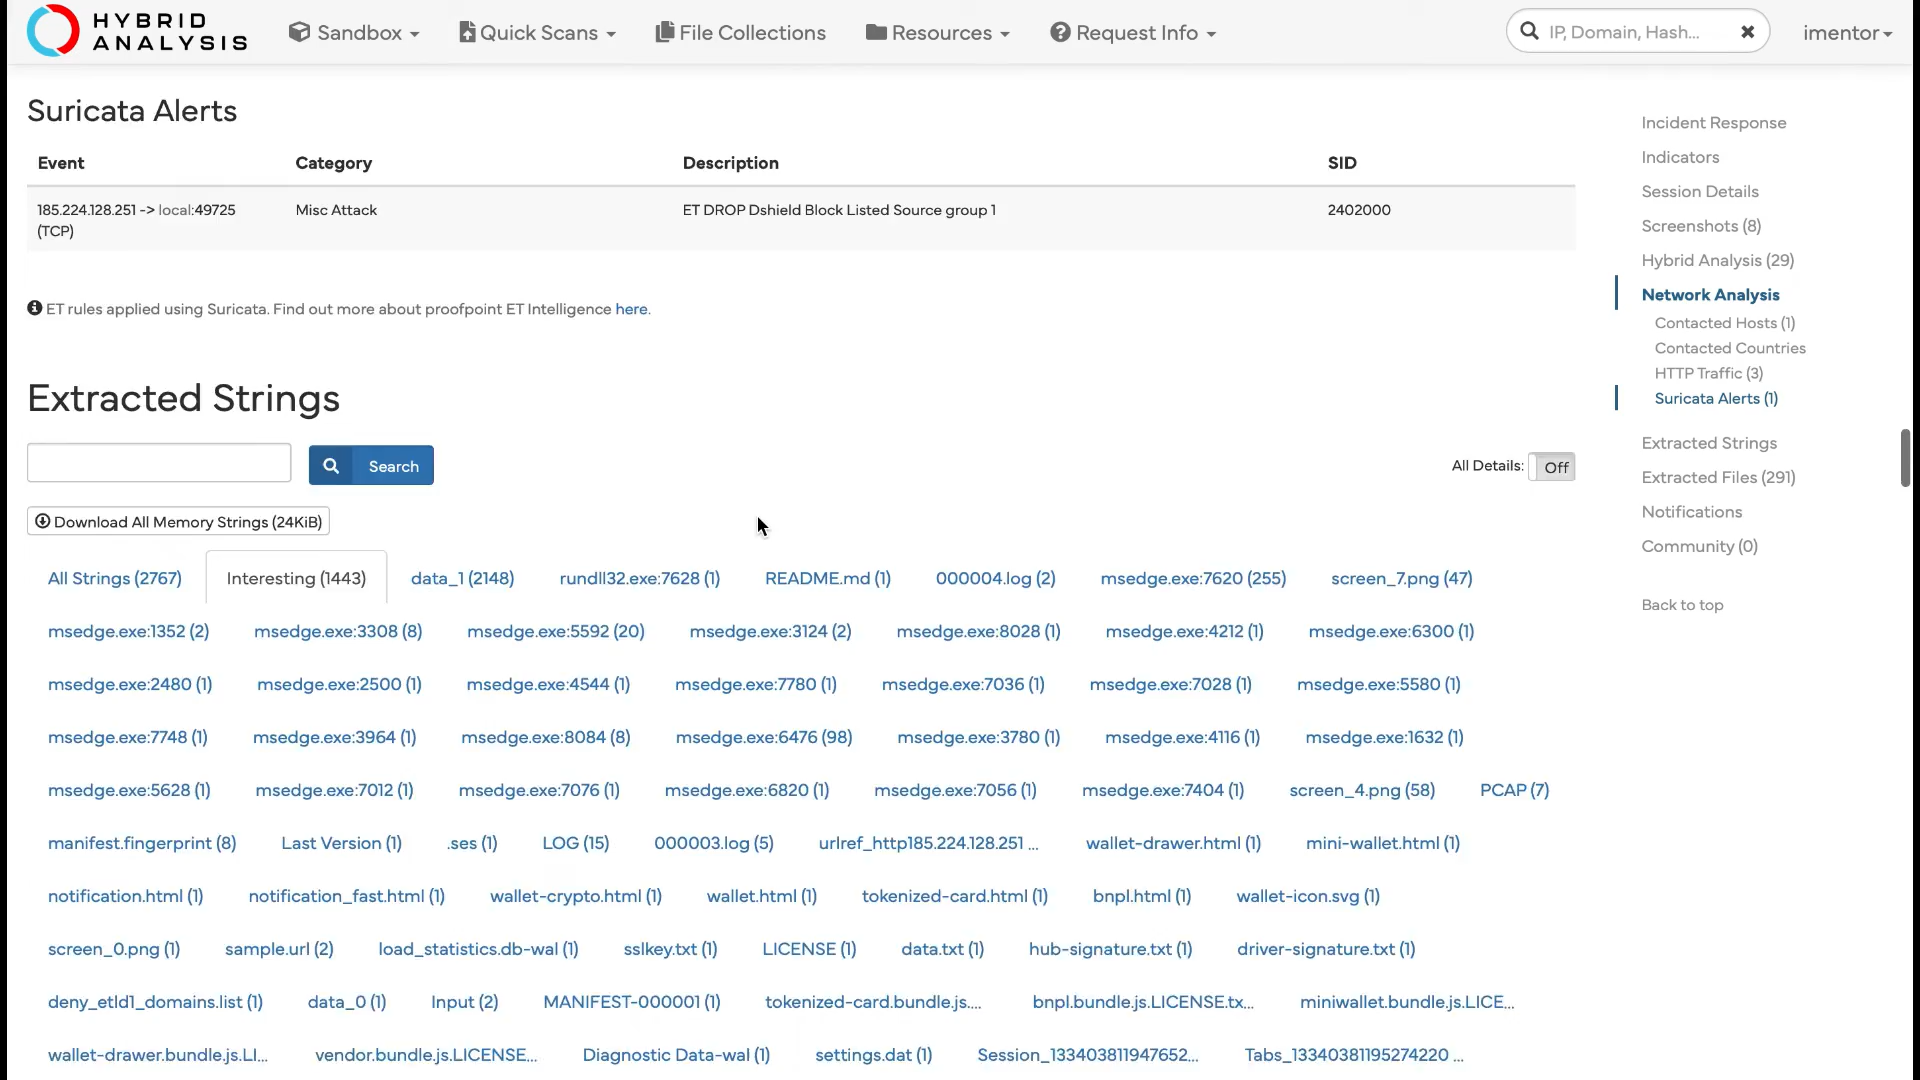 HYBRID
ANALYSIS
Sandbox
Quick Scans
File Collections
Resources
Request Info
IP, Domain, Hash...
imentor
Suricata Alerts
Event Category Description SID
185.224.128.251 -> local:49725 Misc Attack ET DROP Dshield Block Listed Source group 1 2402000
(TCP)
ET rules applied using Suricata. Find out more about proofpoint ET Intelligence here.
Extracted Strings
Search
All Details: Off
Download All Memory Strings (24KiB)
All Strings (2767) Interesting (1443) data_1 (2148) rundll32.exe:7628 (1) README.md (1) 000004.log (2) msedge.exe:7620 (255) screen_7.png (47)
msedge.exe:1352 (2) msedge.exe:3308 (8) msedge.exe:5592 (20) msedge.exe:3124 (2) msedge.exe:8028 (1) msedge.exe:4212 (1) msedge.exe:6300 (1)
msedge.exe:2480 (1) msedge.exe:2500 (1) msedge.exe:4544 (1) msedge.exe:7780 (1) msedge.exe:7036 (1) msedge.exe:7028 (1) msedge.exe:5580 (1)
msedge.exe:7748 (1) msedge.exe:3964 (1) msedge.exe:8084 (8) msedge.exe:6476 (98) msedge.exe:3780 (1) msedge.exe:4116 (1) msedge.exe:1632 (1)
msedge.exe:5628 (1) msedge.exe:7012 (1) msedge.exe:7076 (1) msedge.exe:6820 (1) msedge.exe:7056 (1) msedge.exe:7404 (1) screen_4.png (58) PCAP (7)
manifest.fingerprint (8) Last Version (1) .ses (1) LOG (15) 000003.log (5) urlref_http185.224.128.251 ... wallet-drawer.html (1) mini-wallet.html (1)
notification.html (1) notification_fast.html (1) wallet-crypto.html (1) wallet.html (1) tokenized-card.html (1) bnpl.html (1) wallet-icon.svg (1)
screen_0.png (1) sample.url (2) load_statistics.db-wal (1) sslkey.txt (1) LICENSE (1) data.txt (1) hub-signature.txt (1) driver-signature.txt (1)
deny_etld1_domains.list (1) data_0 (1) Input (2) MANIFEST-000001 (1) tokenized-card.bundle.js.... bnpl.bundle.js.LICENSE.tx... miniwallet.bundle.js.LICE...
wallet-drawer.bundle.js.LI... vendor.bundle.js.LICENSE... Diagnostic Data-wal (1) settings.dat (1) Session_133403811947652... Tabs_13340381195274220 ...
Incident Response
Indicators
Session Details
Screenshots (8)
Hybrid Analysis (29)
Network Analysis
Contacted Hosts (1)
Contacted Countries
HTTP Traffic (3)
Suricata Alerts (1)
Extracted Strings
Extracted Files (291)
Notifications
Community (0)
Back to top